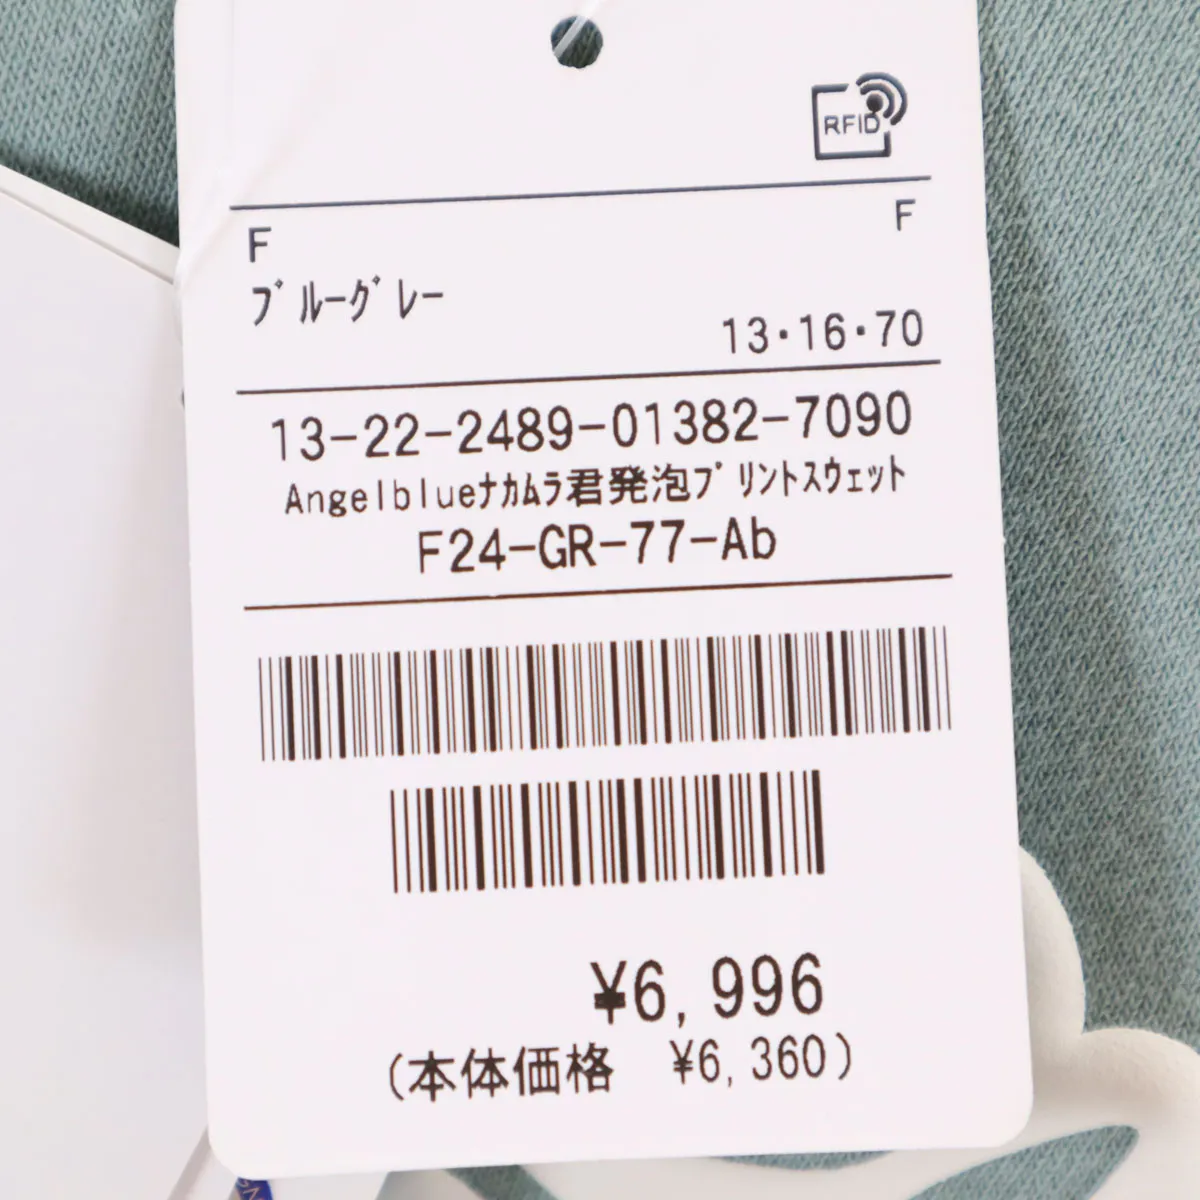 RFID
F F
ﾌﾞﾙｰｸﾞﾚｰ
13・16・70
13-22-2489-01382-7090
Angelblueﾅｶﾑﾗ君発泡ﾌﾟﾘﾝﾄｽｳｪｯﾄ
F24-GR-77-Ab
¥6,996
(本体価格 ¥6,360)